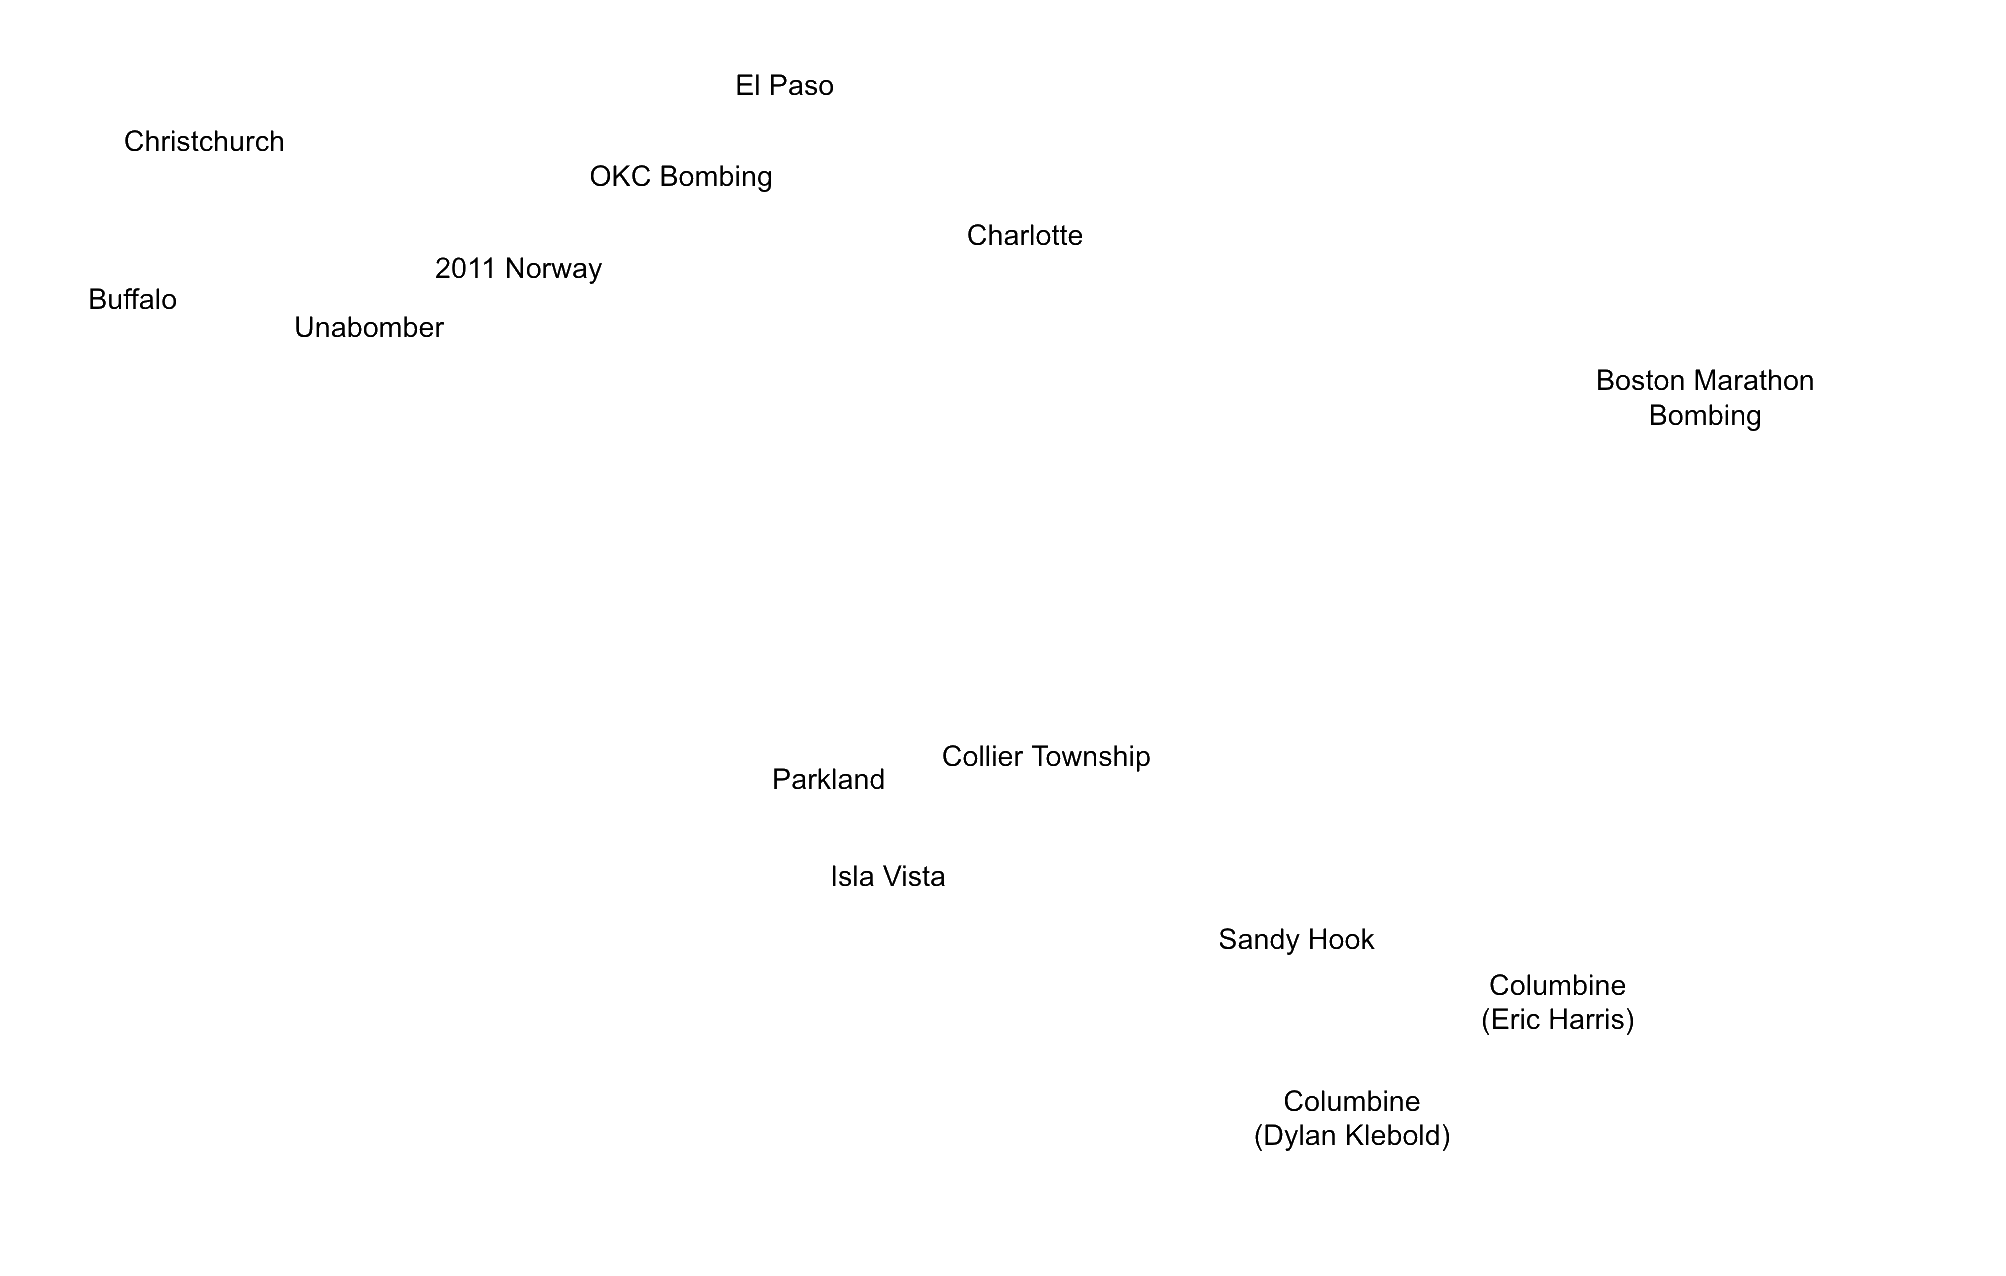 El Paso
Christchurch
OKC Bombing
Charlotte
2011 Norway
Buffalo
Unabomber
Boston Marathon
Bombing
Collier Township
Parkland
Isla Vista
Sandy Hook
Columbine
(Eric Harris)
Columbine
(Dylan Klebold)